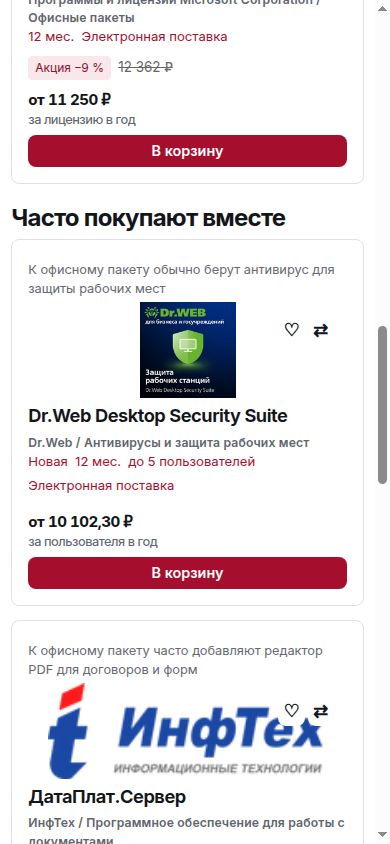 Программы и лицензии Microsoft Corporation /
Офисные пакеты
12 мес.  Электронная поставка
Акция −9 %  12 362 ₽
от 11 250 ₽
за лицензию в год
В корзину
Часто покупают вместе
К офисному пакету обычно берут антивирус для
защиты рабочих мест
Dr.WEB
для бизнеса и госучреждений
Защита
рабочих станций
Dr.Web Desktop Security Suite
Dr.Web Desktop Security Suite
Dr.Web / Антивирусы и защита рабочих мест
Новая  12 мес.  до 5 пользователей
Электронная поставка
от 10 102,30 ₽
за пользователя в год
В корзину
К офисному пакету часто добавляют редактор
PDF для договоров и форм
ИнфТех
ИНФОРМАЦИОННЫЕ ТЕХНОЛОГИИ
ДатаПлат.Сервер
ИнфТех / Программное обеспечение для работы с
документами